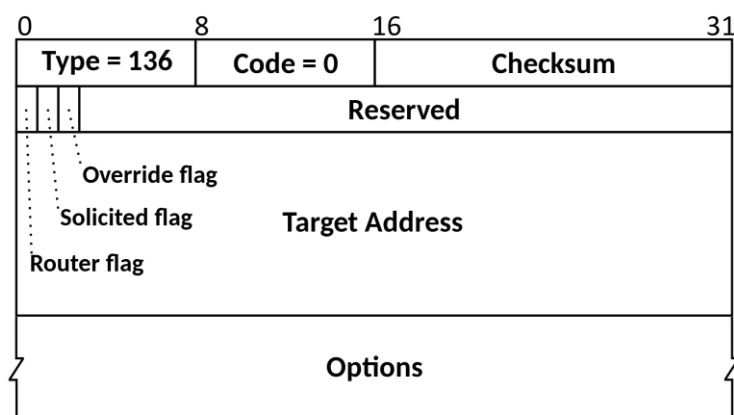 0 8 16 31
Type = 136 Code = 0 Checksum
Reserved
Override flag
Solicited flag
Target Address
Router flag
Options